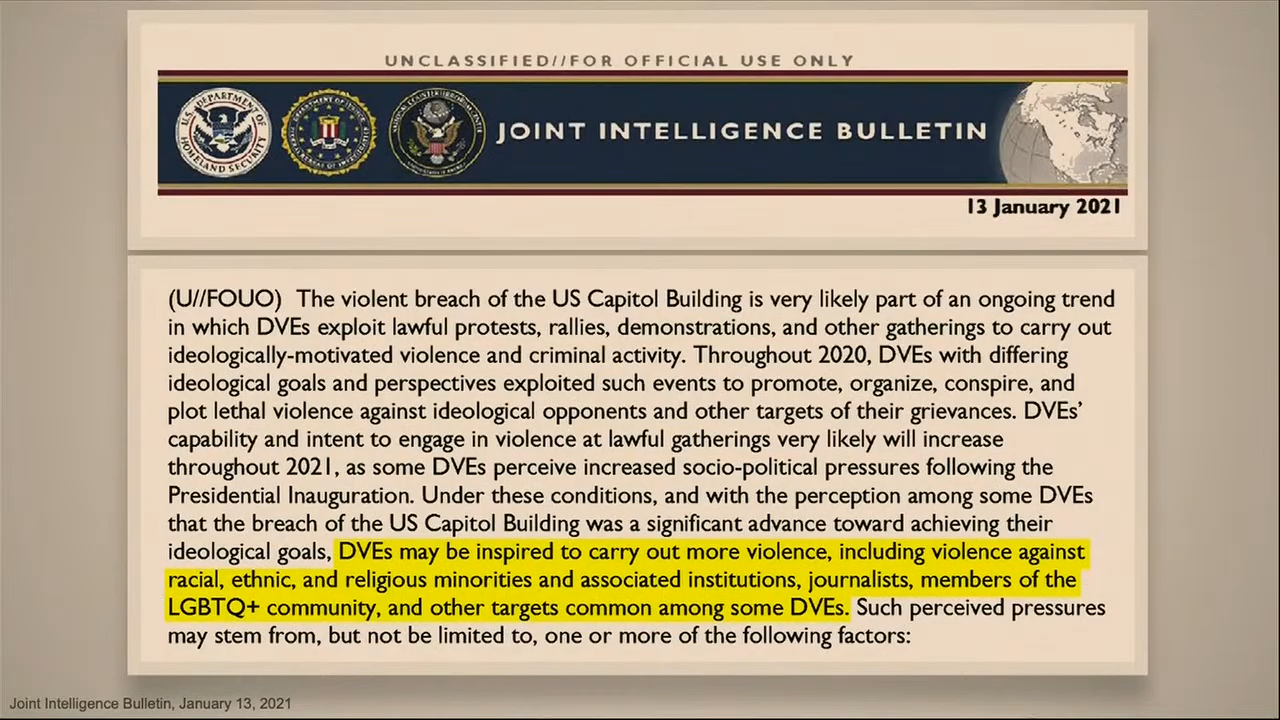 UNCLASSIFIED//FOR OFFICIAL USE ONLY
U.S. DEPARTMENT OF HOMELAND SECURITY
JOINT INTELLIGENCE BULLETIN
13 January 2021
(U//FOUO) The violent breach of the US Capitol Building is very likely part of an ongoing trend
in which DVEs exploit lawful protests, rallies, demonstrations, and other gatherings to carry out
ideologically-motivated violence and criminal activity. Throughout 2020, DVEs with differing
ideological goals and perspectives exploited such events to promote, organize, conspire, and
plot lethal violence against ideological opponents and other targets of their grievances. DVEs’
capability and intent to engage in violence at lawful gatherings very likely will increase
throughout 2021, as some DVEs perceive increased socio-political pressures following the
Presidential Inauguration. Under these conditions, and with the perception among some DVEs
that the breach of the US Capitol Building was a significant advance toward achieving their
ideological goals, DVEs may be inspired to carry out more violence, including violence against
racial, ethnic, and religious minorities and associated institutions, journalists, members of the
LGBTQ+ community, and other targets common among some DVEs. Such perceived pressures
may stem from, but not be limited to, one or more of the following factors:
Joint Intelligence Bulletin, January 13, 2021